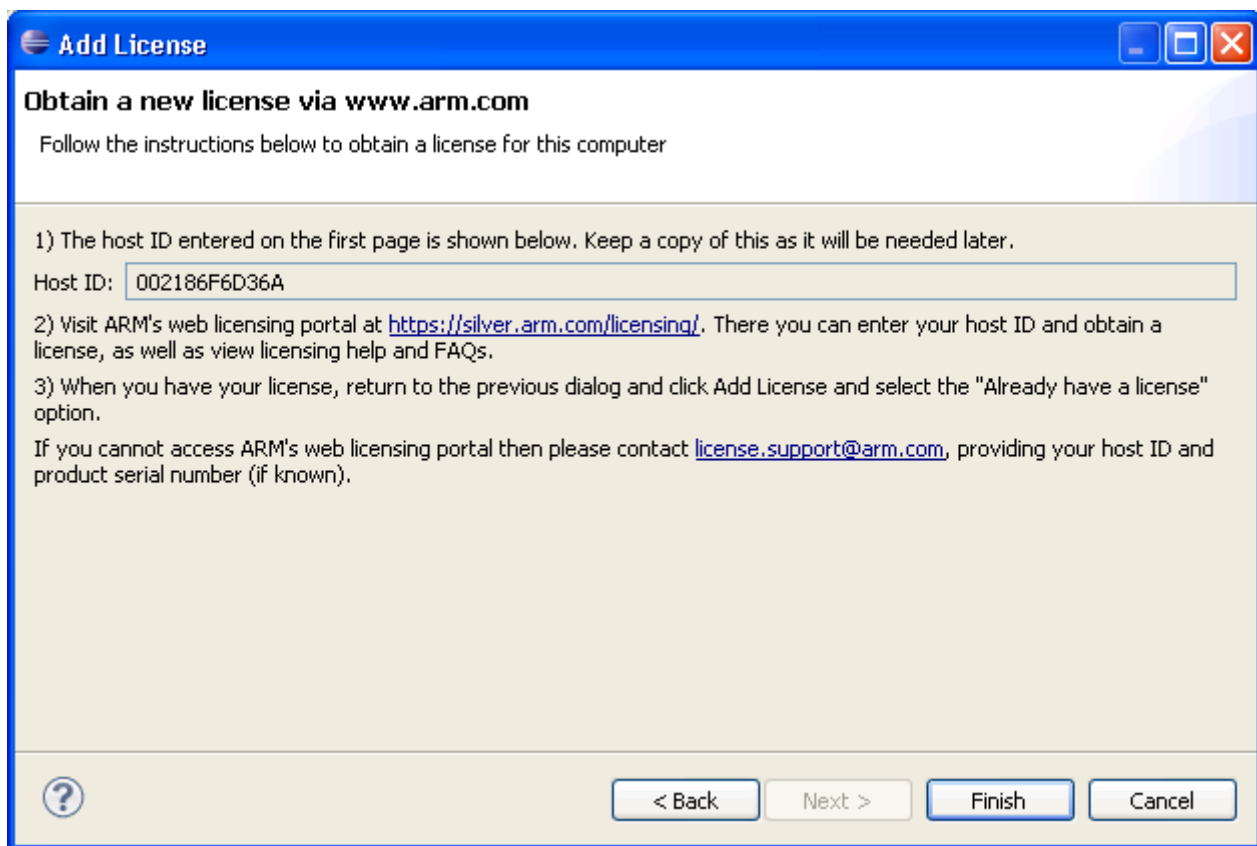 Add License
Obtain a new license via www.arm.com
Follow the instructions below to obtain a license for this computer
1) The host ID entered on the first page is shown below. Keep a copy of this as it will be needed later.
Host ID: 002186F6D36A
2) Visit ARM's web licensing portal at https://silver.arm.com/licensing/. There you can enter your host ID and obtain a
license, as well as view licensing help and FAQs.
3) When you have your license, return to the previous dialog and click Add License and select the "Already have a license"
option.
If you cannot access ARM's web licensing portal then please contact license.support@arm.com, providing your host ID and
product serial number (if known).
? < Back Next > Finish Cancel